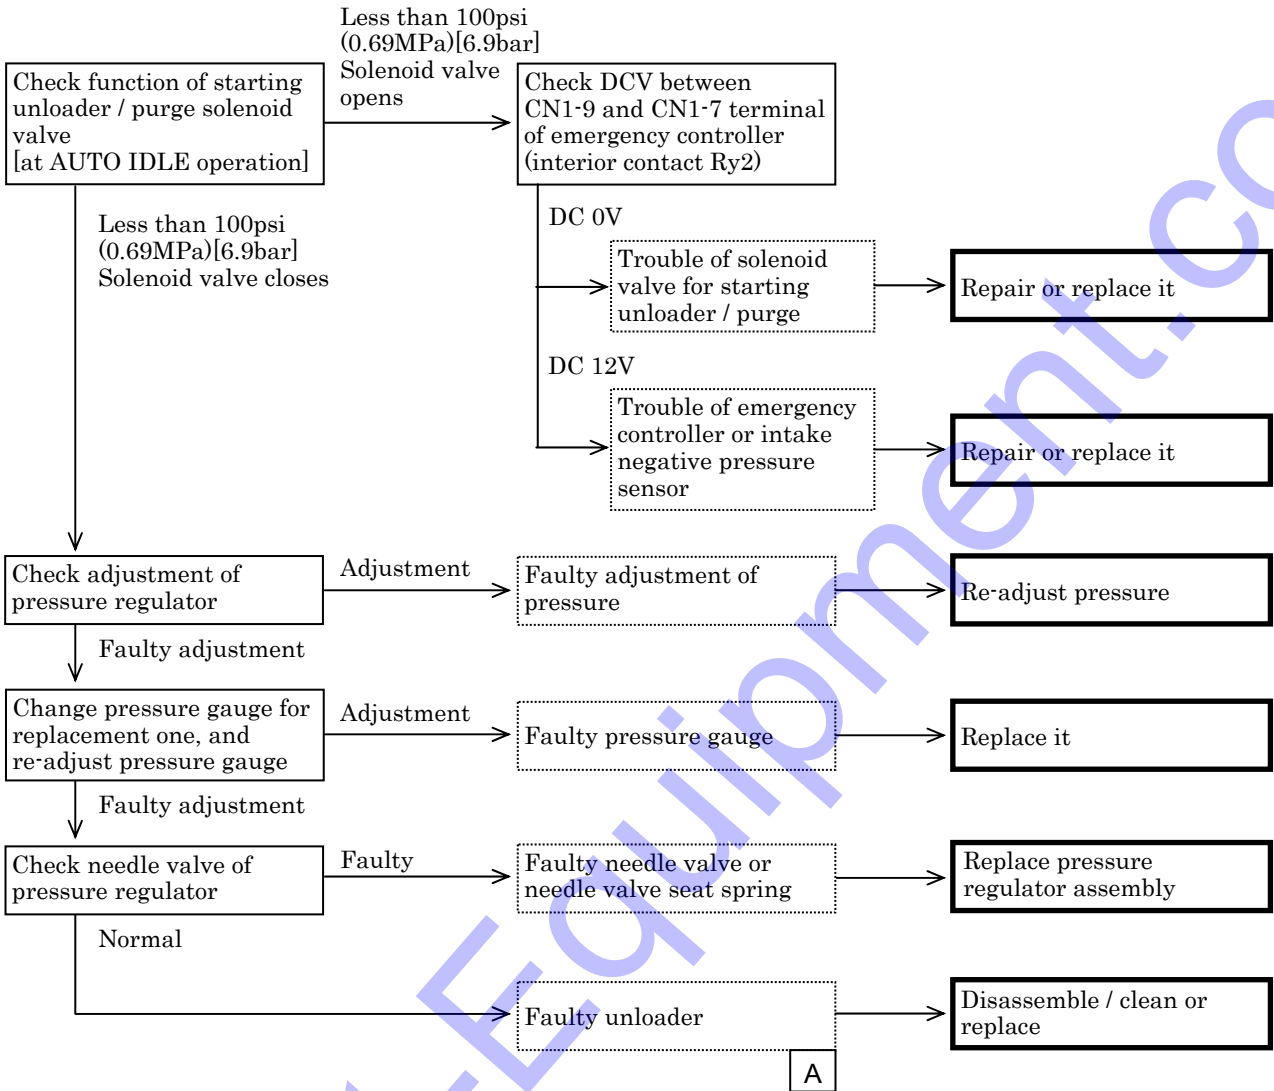 Less than 100psi
(0.69MPa)[6.9bar]
Solenoid valve
opens
Check function of starting
unloader / purge solenoid
valve
[at AUTO IDLE operation]
Check DCV between
CN1-9 and CN1-7 terminal
of emergency controller
(interior contact Ry2)
Less than 100psi
(0.69MPa)[6.9bar]
Solenoid valve closes
DC 0V
Trouble of solenoid
valve for starting
unloader / purge
Repair or replace it
DC 12V
Trouble of emergency
controller or intake
negative pressure
sensor
Repair or replace it
Check adjustment of
pressure regulator
Adjustment
Faulty adjustment of
pressure
Re-adjust pressure
Faulty adjustment
Change pressure gauge for
replacement one, and
re-adjust pressure gauge
Adjustment
Faulty pressure gauge
Replace it
Faulty adjustment
Check needle valve of
pressure regulator
Faulty
Faulty needle valve or
needle valve seat spring
Replace pressure
regulator assembly
Normal
Faulty unloader
Disassemble / clean or
replace
A
-Equipment.co